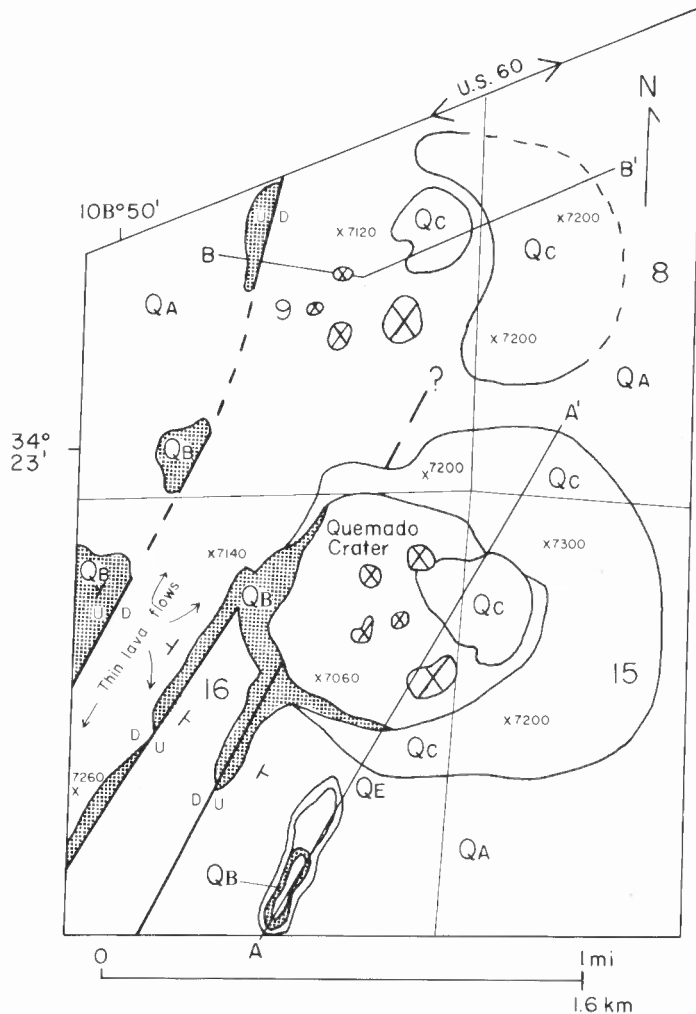 U.S. 60
N
10B°50'
B'
U D
x 7120
Qc
x 7200
Qc
B
8
QA
9
x 7200
QA
?
A'
34°
23'
QB
x 7200
Qc
Quemado
Crater
x 7140
x 7300
QB
QB
U D
Thin lava flows
Qc
16
x 7060
15
x 7200
D U
Qc
7260
x
D U
QE
QA
QB
A
0
1 mi
1.6 km